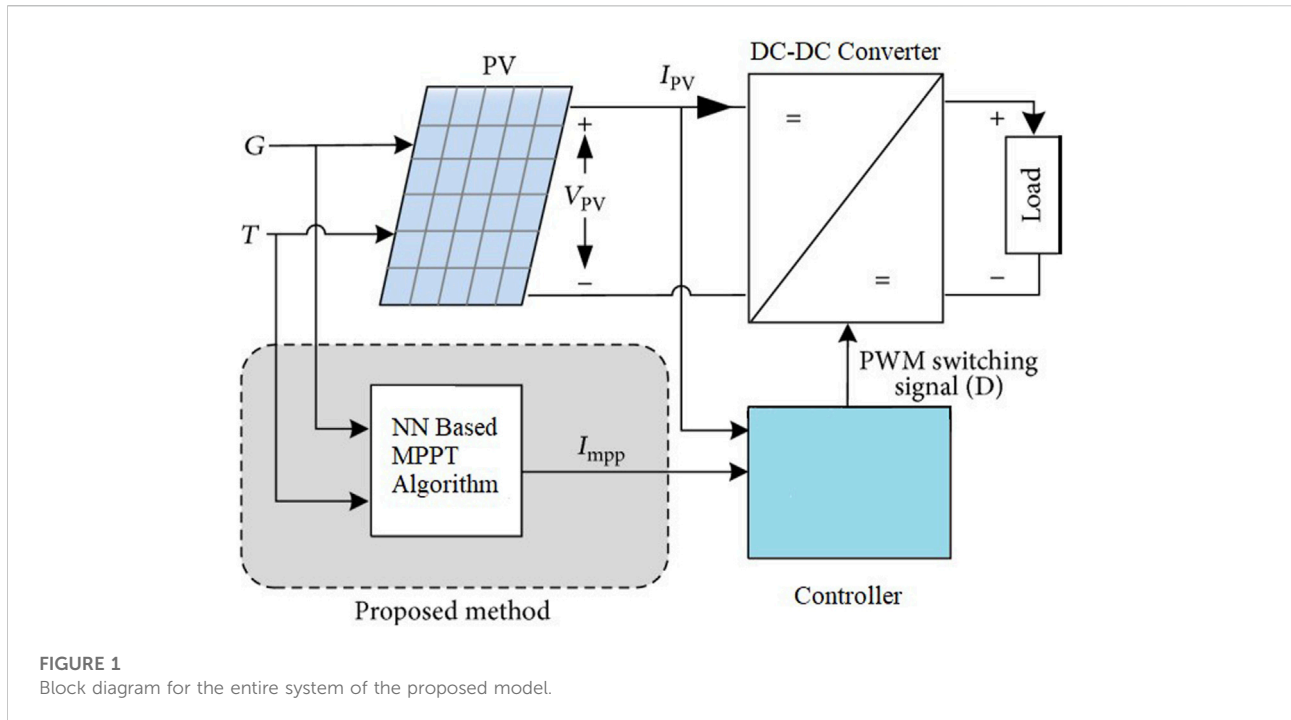 DC-DC Converter
PV
I_PV
G
+
V_PV
−
T
=
=
+
Load
−
PWM switching
signal (D)
NN Based
MPPT
Algorithm
I_mpp
Controller
Proposed method
FIGURE 1
Block diagram for the entire system of the proposed model.